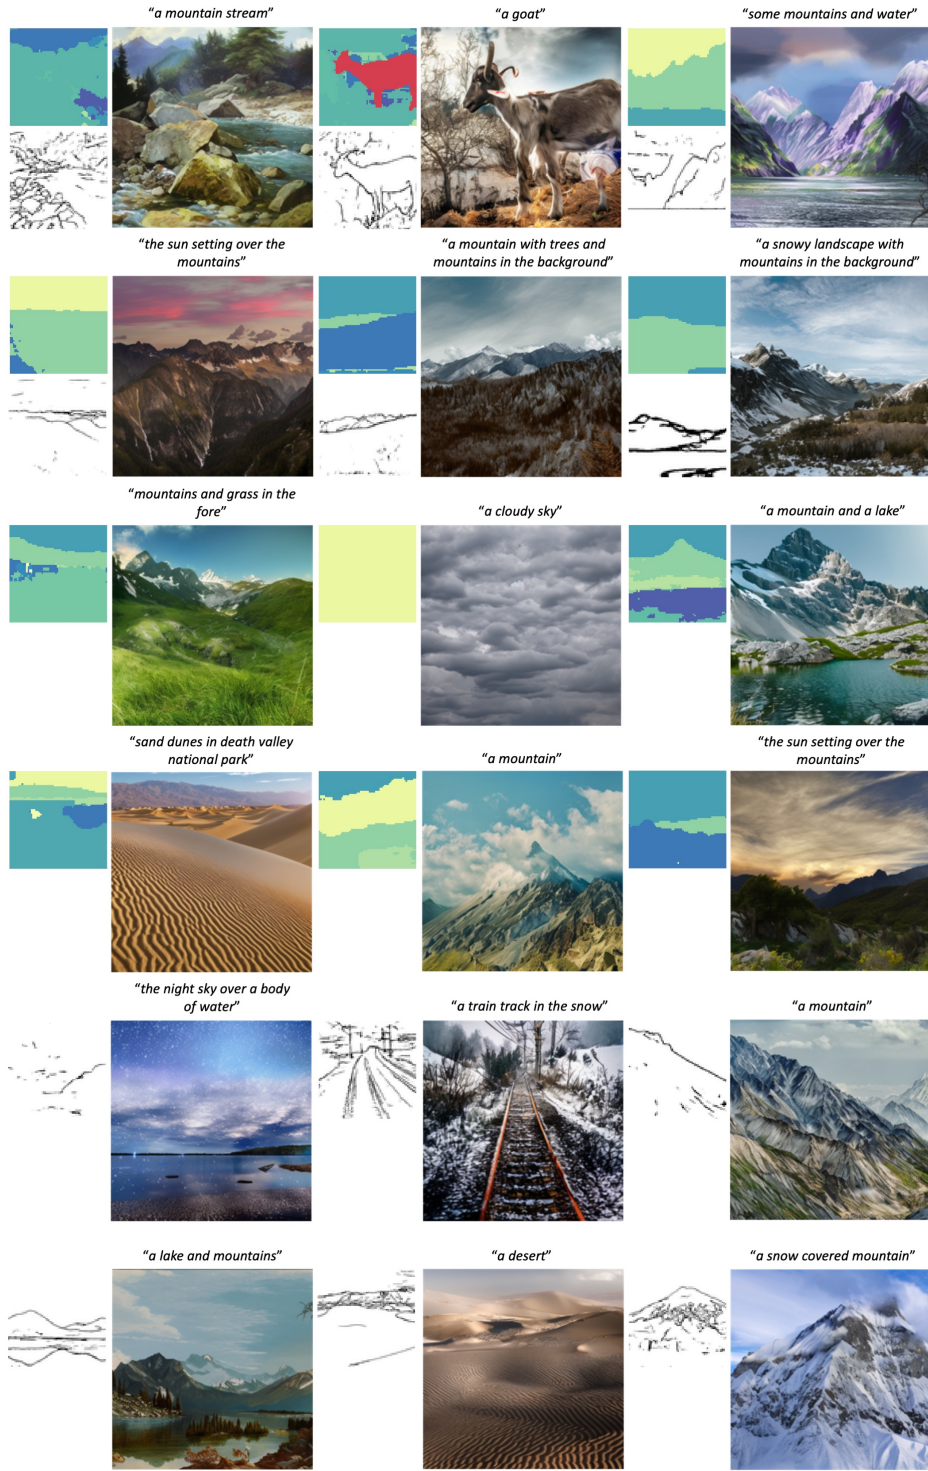 “a mountain stream”
“a goat”
“some mountains and water”
“the sun setting over the
mountains”
“a mountain with trees and
mountains in the background”
“a snowy landscape with
mountains in the background”
“mountains and grass in the
fore”
“a cloudy sky”
“a mountain and a lake”
“sand dunes in death valley
national park”
“a mountain”
“the sun setting over the
mountains”
“the night sky over a body
of water”
“a train track in the snow”
“a mountain”
“a lake and mountains”
“a desert”
“a snow covered mountain”